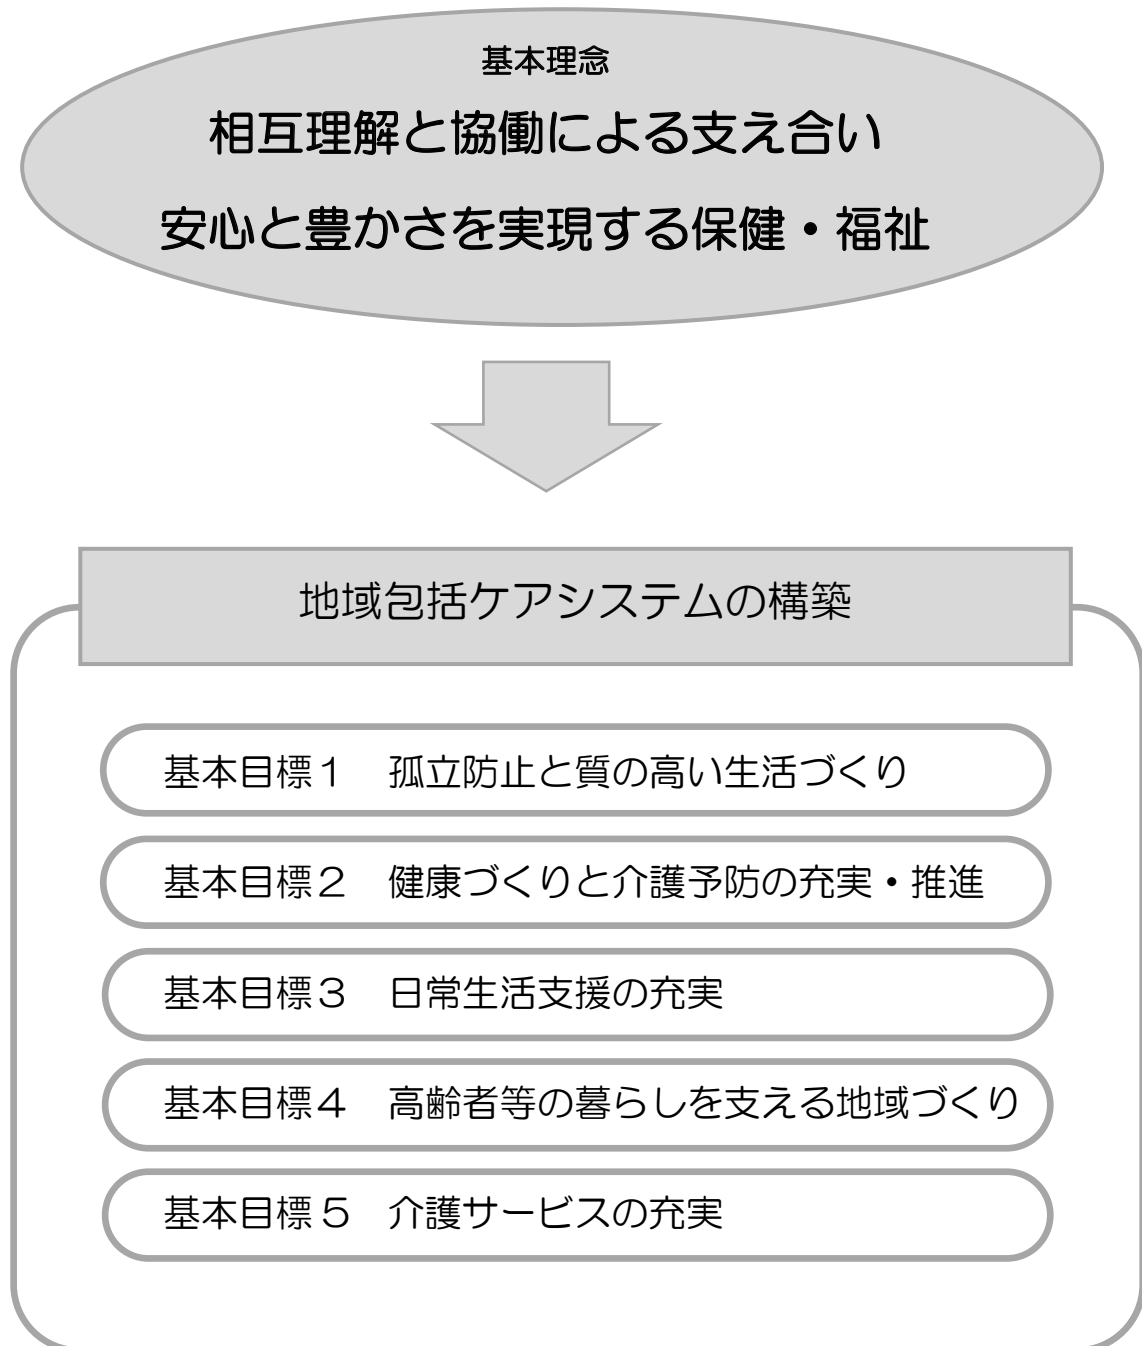 基本理念
相互理解と協働による支え合い
安心と豊かさを実現する保健・福祉
地域包括ケアシステムの構築
基本目標１　孤立防止と質の高い生活づくり
基本目標２　健康づくりと介護予防の充実・推進
基本目標３　日常生活支援の充実
基本目標４　高齢者等の暮らしを支える地域づくり
基本目標５　介護サービスの充実